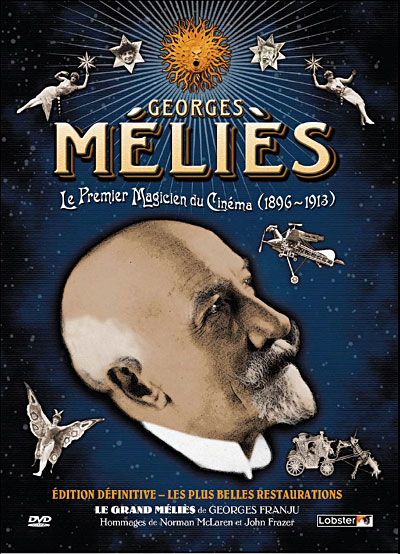 GEORGES
MÉLIÈS
Le Premier Magicien du Cinéma (1896~1913)
ÉDITION DÉFINITIVE – LES PLUS BELLES RESTAURATIONS
LE GRAND MÉLIÈS de GEORGES FRANJU
Hommages de Norman McLaren et John Frazer
DVD
Lobster